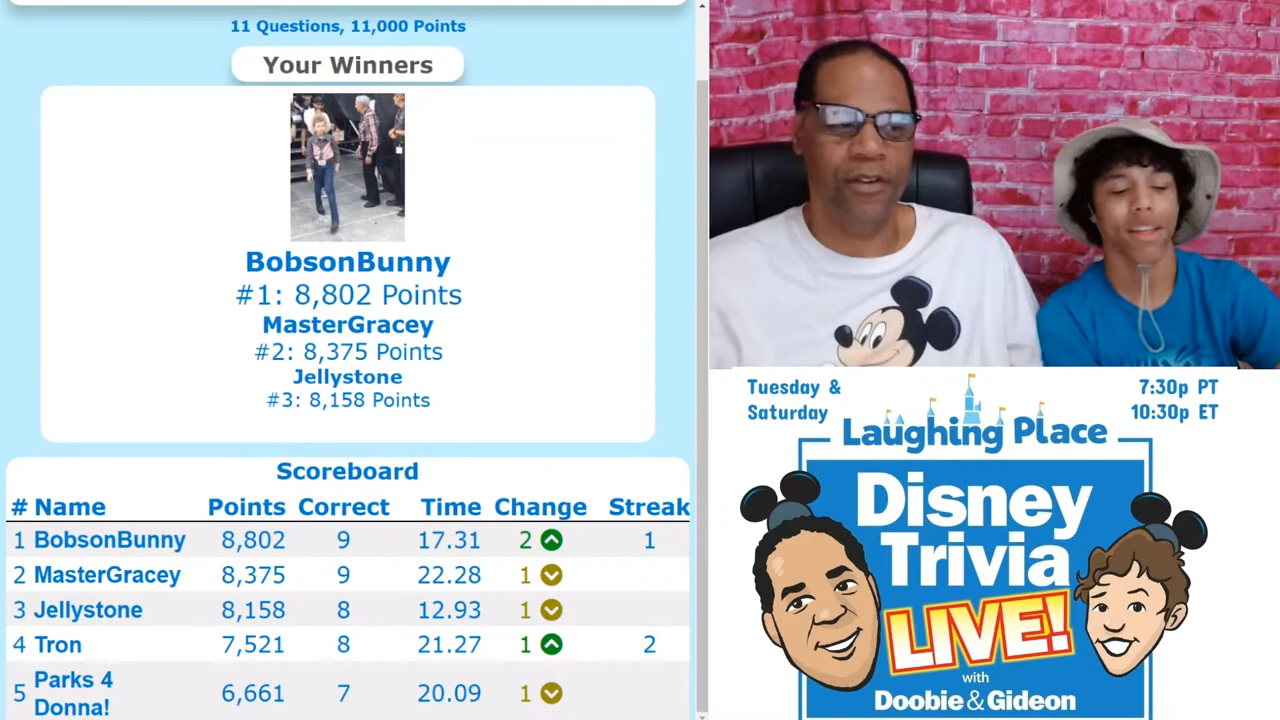 11 Questions, 11,000 Points
Your Winners
BobsonBunny
#1: 8,802 Points
MasterGracey
#2: 8,375 Points
Jellystone
#3: 8,158 Points
Scoreboard
# Name Points Correct Time Change Streak
1 BobsonBunny 8,802 9 17.31 2 1
2 MasterGracey 8,375 9 22.28 1
3 Jellystone 8,158 8 12.93 1
4 Tron 7,521 8 21.27 1 2
5 Parks 4 Donna! 6,661 7 20.09 1
Tuesday & Saturday
7:30p PT
10:30p ET
Laughing Place
Disney
Trivia
LIVE!
with
Doobie & Gideon